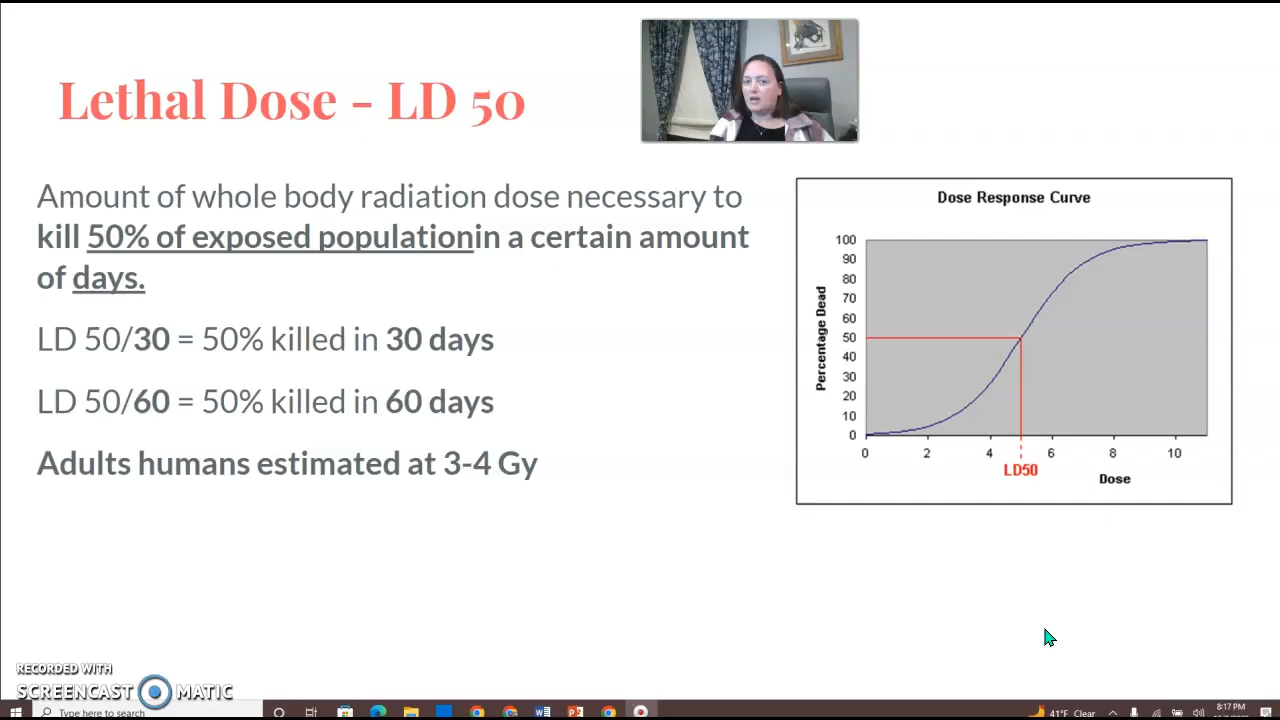 Lethal Dose - LD 50
Amount of whole body radiation dose necessary to
kill 50% of exposed populationin a certain amount
of days.
LD 50/30 = 50% killed in 30 days
LD 50/60 = 50% killed in 60 days
Adults humans estimated at 3-4 Gy
Dose Response Curve
Percentage Dead
100
90
80
70
60
50
40
30
20
10
0
0 2 4 6 8 10
LD50
Dose
RECORDED WITH
SCREENCAST MATIC
Type here to search
41°F Clear
8:17 PM